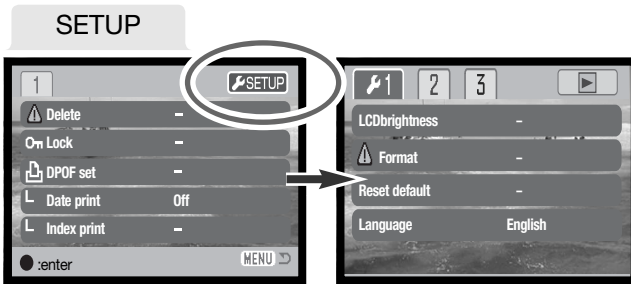 SETUP
1 SETUP
Delete –
Lock –
DPOF set –
Date print Off
Index print –
:enter MENU
1 2 3
LCDbrightness –
Format –
Reset default –
Language English